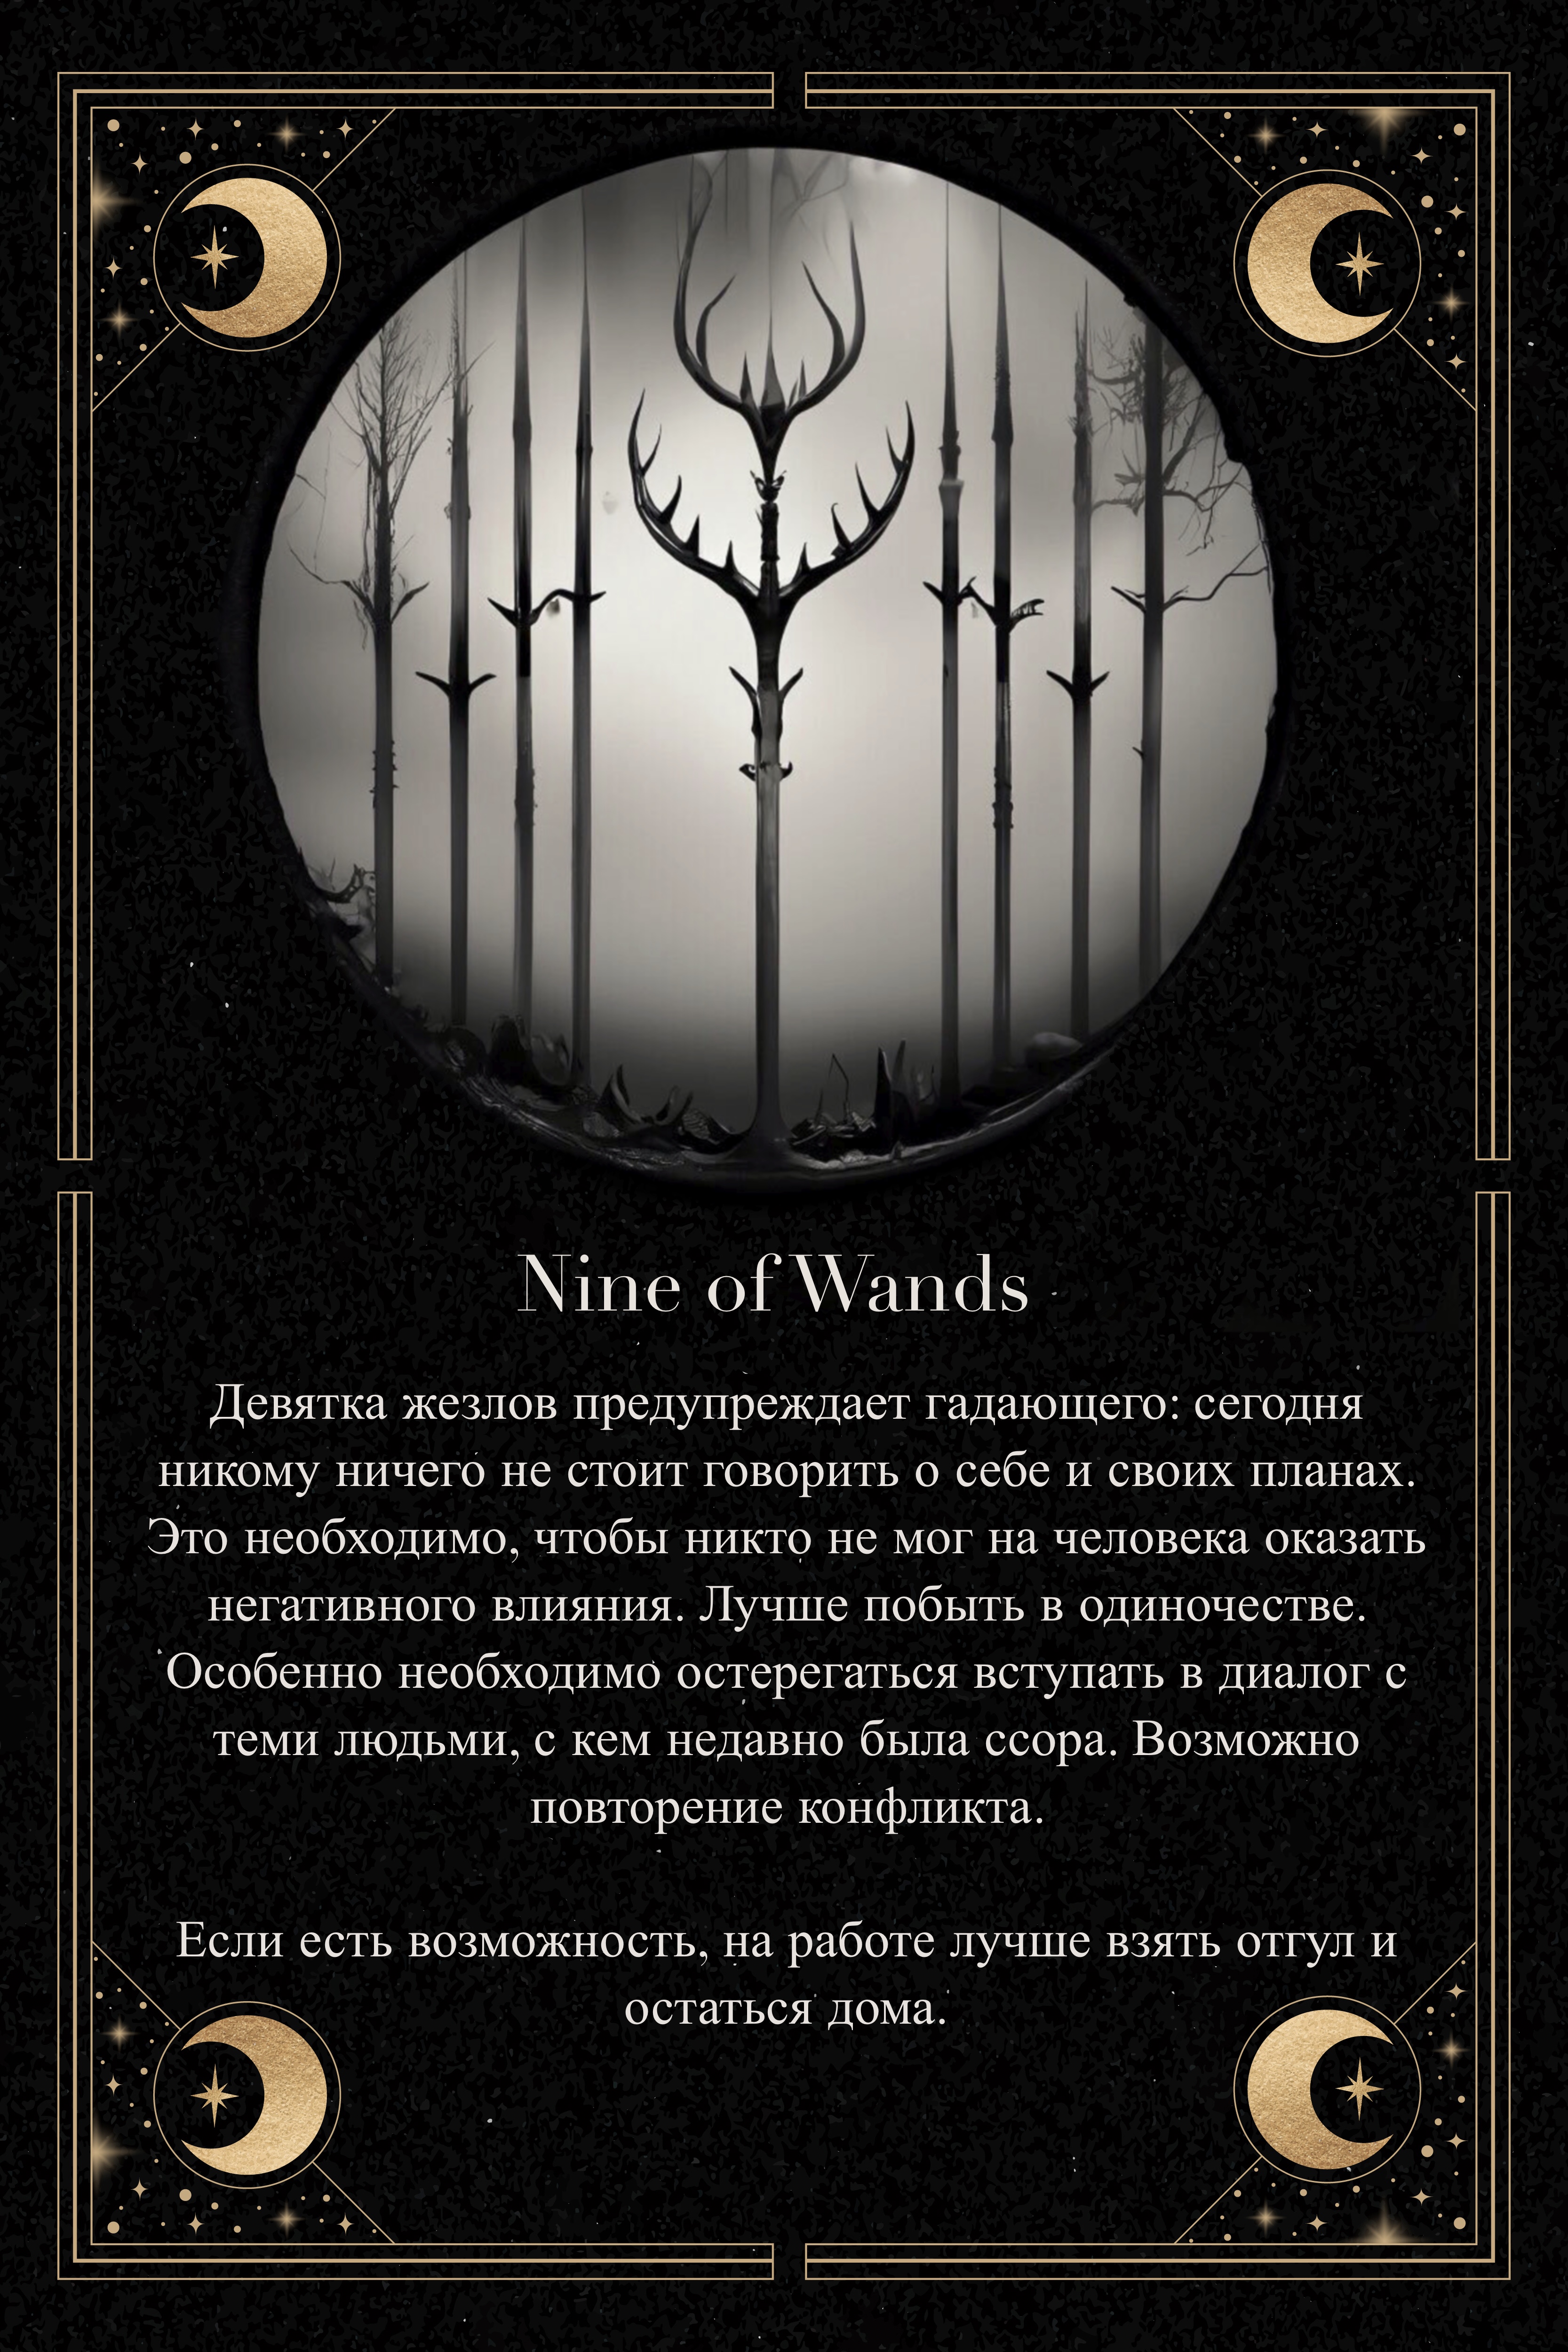 Nine of Wands
Девятка жезлов предупреждает гадающего: сегодня
никому ничего не стоит говорить о себе и своих планах.
Это необходимо, чтобы никто не мог на человека оказать
негативного влияния. Лучше побыть в одиночестве.
Особенно необходимо остерегаться вступать в диалог с
теми людьми, с кем недавно была ссора. Возможно
повторение конфликта.
Если есть возможность, на работе лучше взять отгул и
остаться дома.